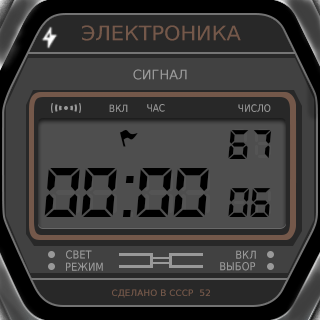 ЭЛЕКТРОНИКА
СИГНАЛ
ВКЛ ЧАС ЧИСЛО
67
00:00 06
СВЕТ ВКЛ
РЕЖИМ ВЫБОР
СДЕЛАНО В СССР 52